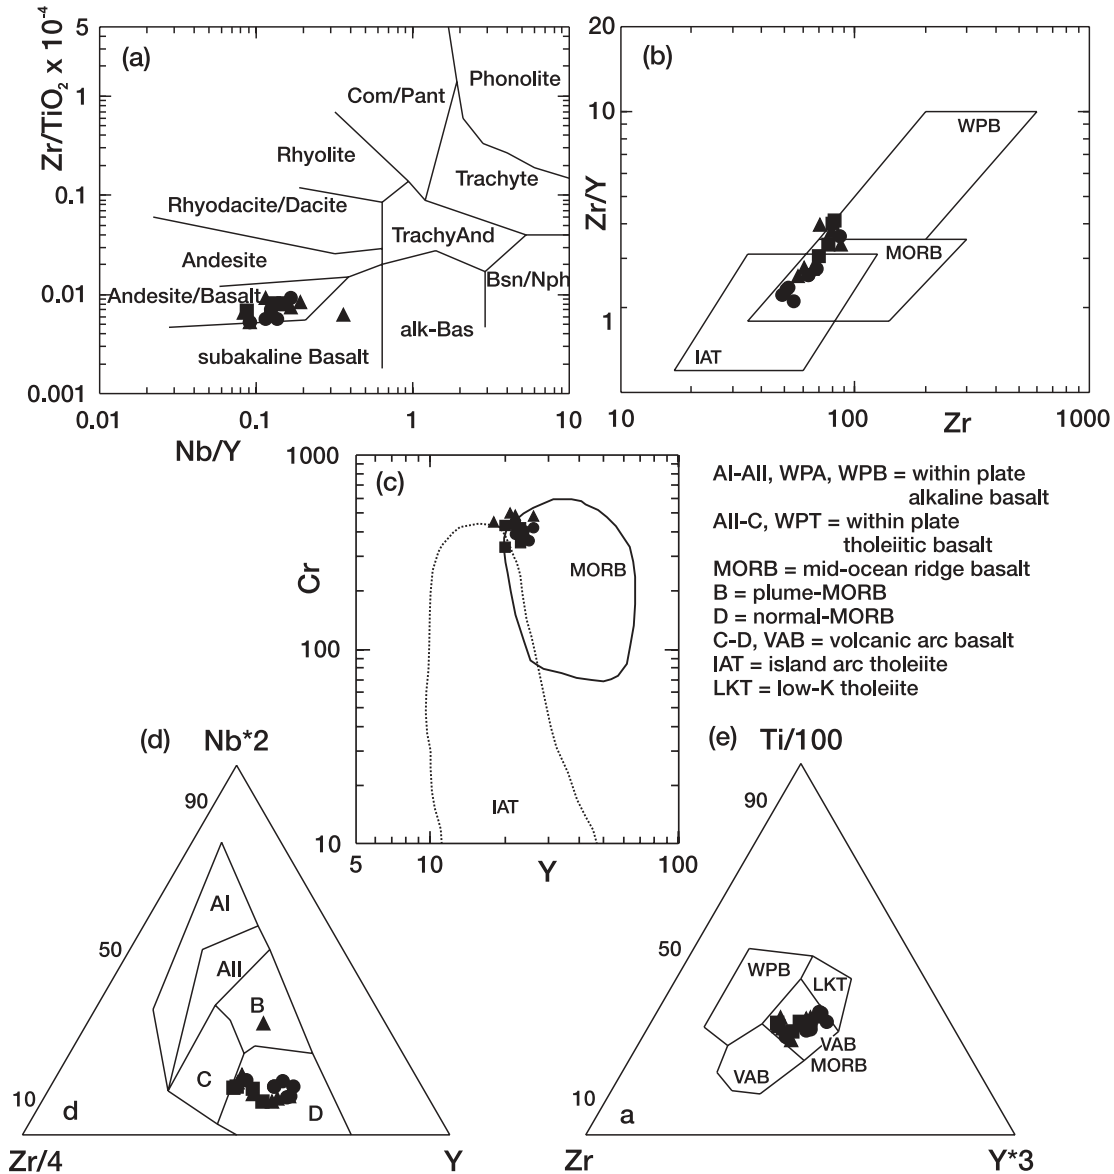 (a)
Zr/TiO2 x 10-4
5
1
0.1
0.01
0.001
Phonolite
Com/Pant
Rhyolite
Trachyte
Rhyodacite/Dacite
TrachyAnd
Andesite
Bsn/Nph
Andesite/Basalt
alk-Bas
subakaline Basalt
0.01
0.1
1
10
Nb/Y
(b)
Zr/Y
20
10
1
WPB
MORB
IAT
10
100
1000
Zr
(c)
Cr
1000
100
10
MORB
IAT
5
10
100
Y
AI-AII, WPA, WPB = within plate
alkaline basalt
AII-C, WPT = within plate
tholeiitic basalt
MORB = mid-ocean ridge basalt
B = plume-MORB
D = normal-MORB
C-D, VAB = volcanic arc basalt
IAT = island arc tholeiite
LKT = low-K tholeiite
(d)
Nb*2
90
50
10
AI
AII
B
C
D
d
Zr/4
Y
(e)
Ti/100
90
50
10
WPB
LKT
VAB
MORB
VAB
a
Zr
Y*3